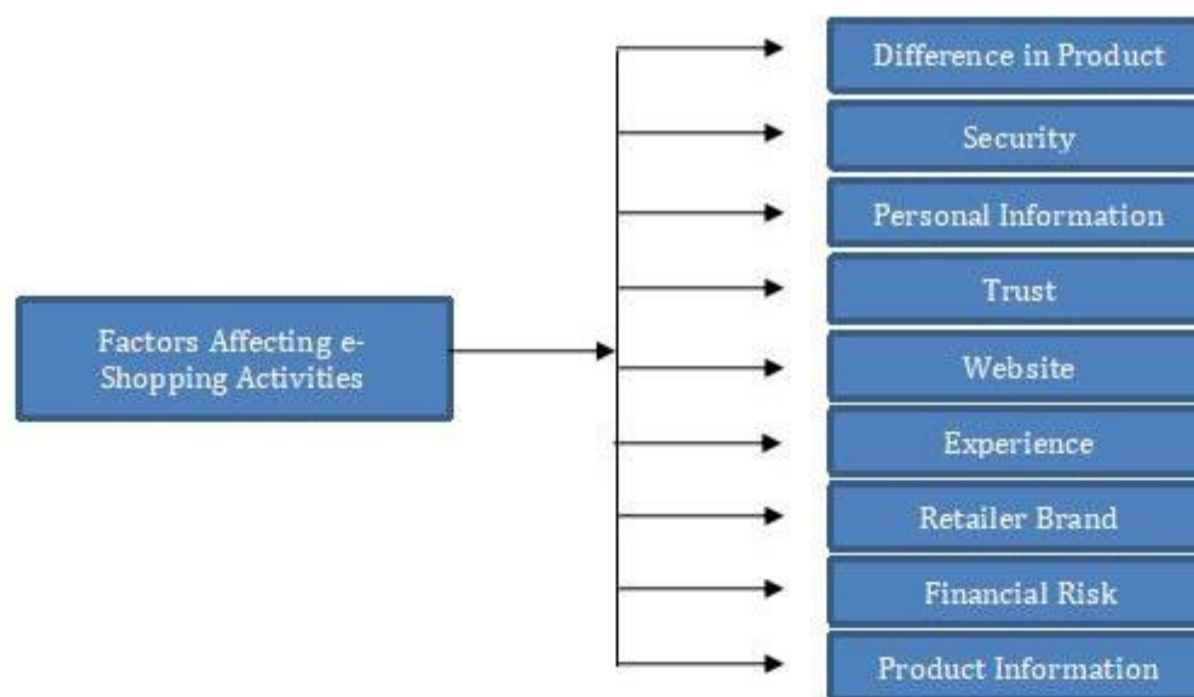 Factors Affecting e-
Shopping Activities
Difference in Product
Security
Personal Information
Trust
Website
Experience
Retailer Brand
Financial Risk
Product Information